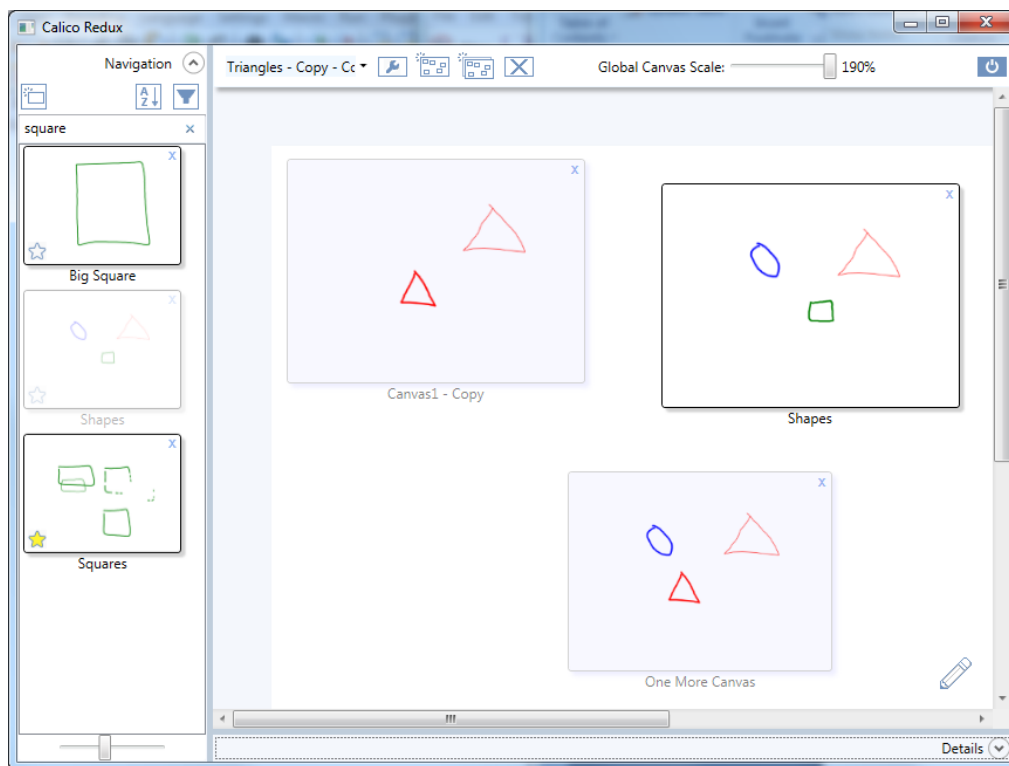 Calico Redux
Navigation
Triangles - Copy - Cc
Global Canvas Scale:
190%
A
Z
square
x
x
Big Square
x
Shapes
x
Squares
x
Canvas1 - Copy
x
Shapes
x
One More Canvas
Details